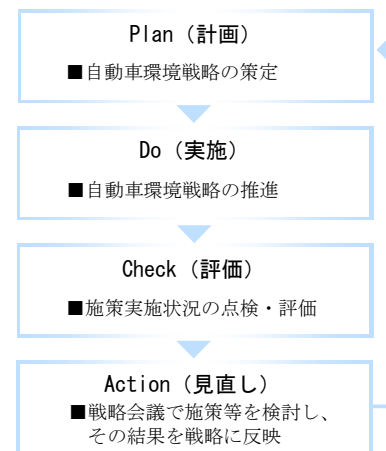 Plan（計画）
■自動車環境戦略の策定
Do（実施）
■自動車環境戦略の推進
Check（評価）
■施策実施状況の点検・評価
Action（見直し）
■戦略会議で施策等を検討し、
その結果を戦略に反映